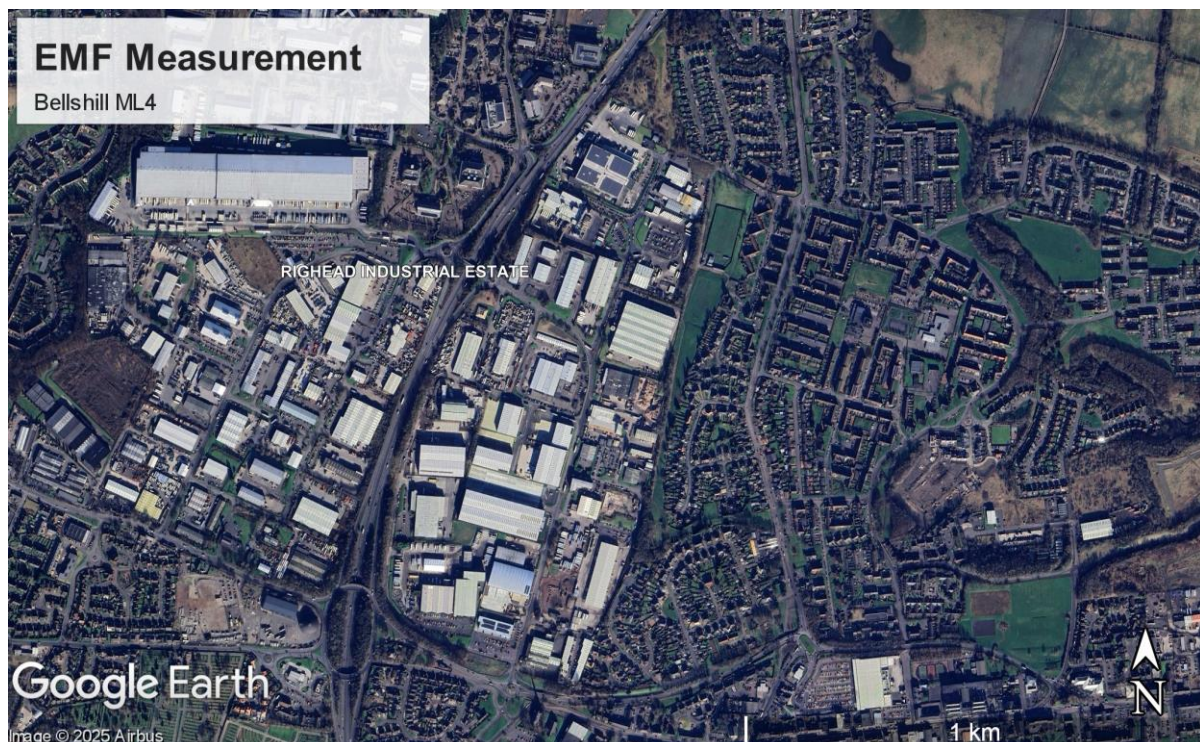 EMF Measurement
Bellshill ML4
RIGHEAD INDUSTRIAL ESTATE
Google Earth
Image © 2025 Airbus
1 km
N